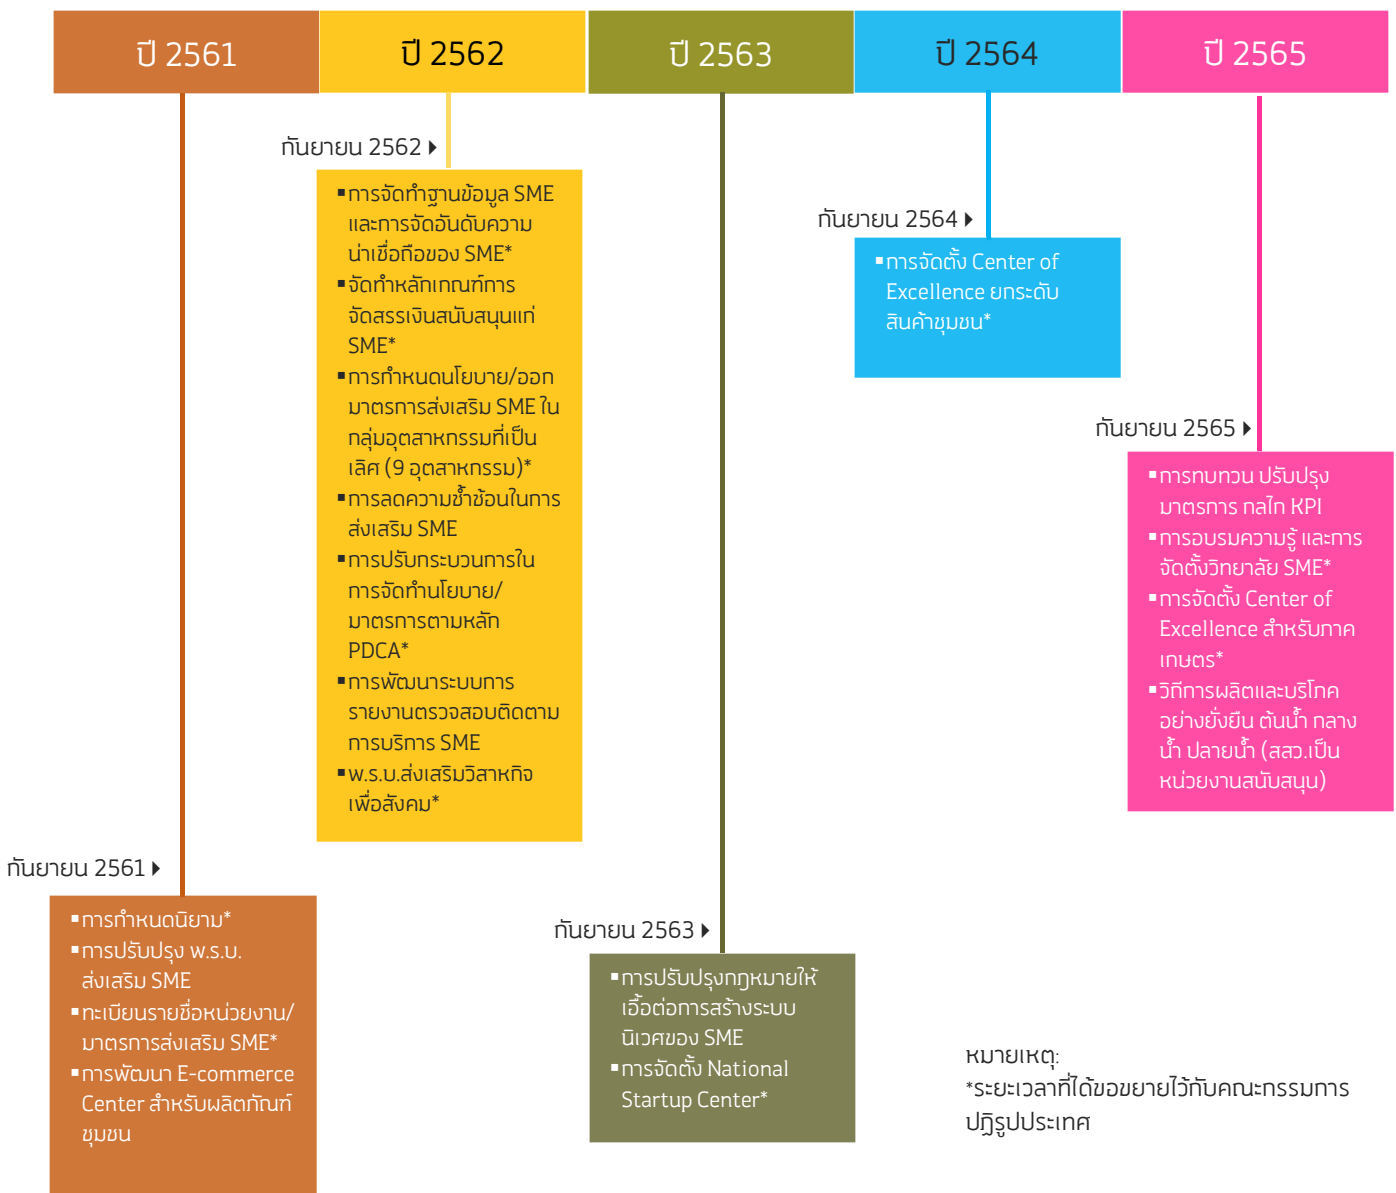 ปี 2561
ปี 2562
ปี 2563
ปี 2564
ปี 2565
กันยายน 2561
▪การกำหนดนิยาม*
▪การปรับปรุง พ.ร.บ.
ส่งเสริม SME
▪ทะเบียนรายชื่อหน่วยงาน/
มาตรการส่งเสริม SME*
▪การพัฒนา E-commerce
Center สำหรับผลิตภัณฑ์
ชุมชน
กันยายน 2562
▪การจัดทำฐานข้อมูล SME
และการจัดอันดับความ
น่าเชื่อถือของ SME*
▪จัดทำหลักเกณฑ์การ
จัดสรรเงินสนับสนุนแก่
SME*
▪การกำหนดนโยบาย/ออก
มาตรการส่งเสริม SME ใน
กลุ่มอุตสาหกรรมที่เป็น
เลิศ (9 อุตสาหกรรม)*
▪การลดความซ้ำซ้อนในการ
ส่งเสริม SME
▪การปรับกระบวนการใน
การจัดทำนโยบาย/
มาตรการตามหลัก
PDCA*
▪การพัฒนาระบบการ
รายงานตรวจสอบติดตาม
การบริการ SME
▪พ.ร.บ.ส่งเสริมวิสาหกิจ
เพื่อสังคม*
กันยายน 2563
▪การปรับปรุงกฎหมายให้
เอื้อต่อการสร้างระบบ
นิเวศของ SME
▪การจัดตั้ง National
Startup Center*
กันยายน 2564
▪การจัดตั้ง Center of
Excellence ยกระดับ
สินค้าชุมชน*
กันยายน 2565
▪การทบทวน ปรับปรุง
มาตรการ กลไก KPI
▪การอบรมความรู้ และการ
จัดตั้งวิทยาลัย SME*
▪การจัดตั้ง Center of
Excellence สำหรับภาค
เกษตร*
▪วิถีการผลิตและบริโภค
อย่างยั่งยืน ต้นน้ำ กลาง
น้ำ ปลายน้ำ (สสว.เป็น
หน่วยงานสนับสนุน)
หมายเหตุ:
*ระยะเวลาที่ได้ขอขยายไว้กับคณะกรรมการ
ปฏิรูปประเทศ